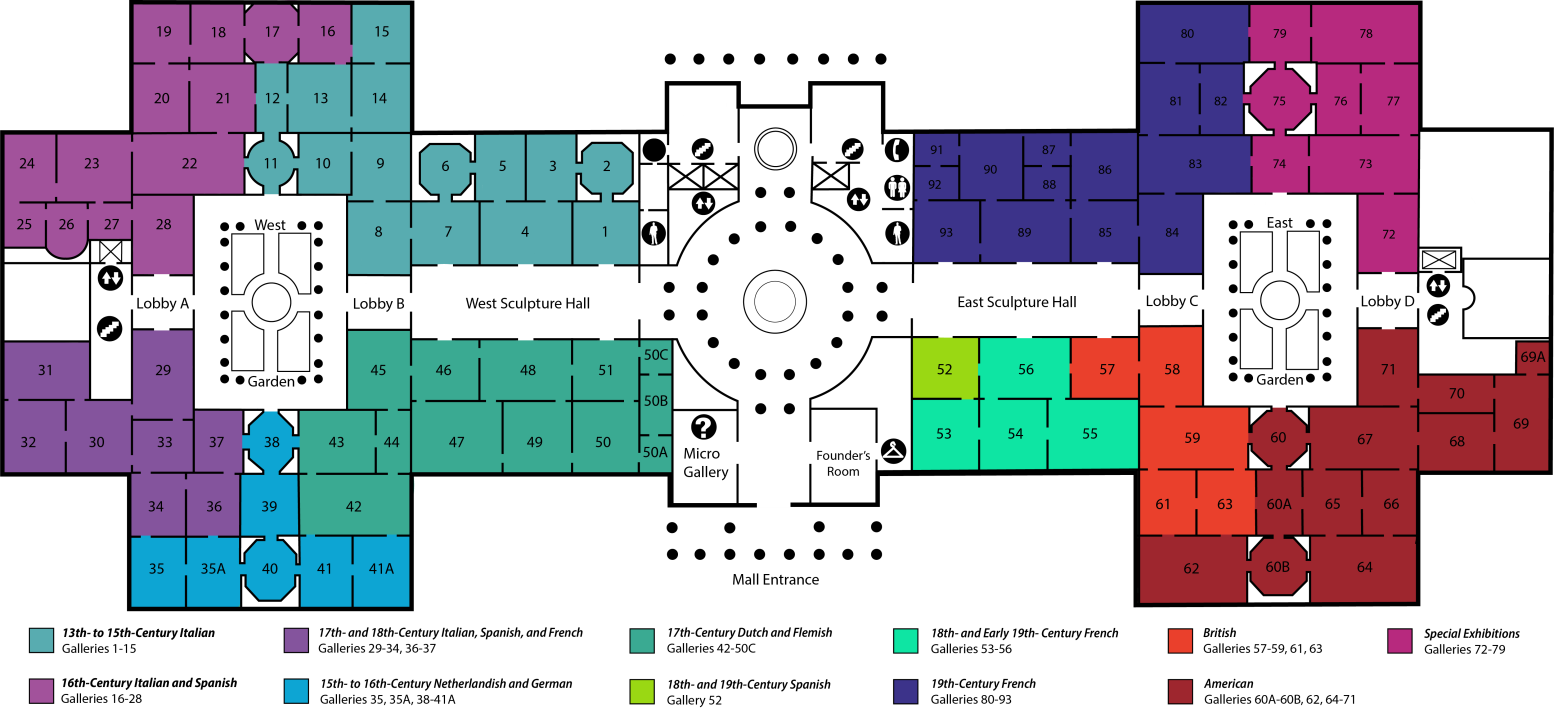 19 18 17 16 15
80 79 78
20 21 12 13 14
81 82 75 76 77
24 23 22 11 10 9 6 5 3 2
91 90 87 86 83 74 73
92 88
25 26 27 28 8 7 4 1
93 89 85 84 72
West
East
Lobby A Lobby B West Sculpture Hall East Sculpture Hall Lobby C Lobby D
50C 69A
31 29 45 46 48 51 52 56 57 58 71
Garden Garden
70
50B
32 30 33 37 38 43 44 47 49 50 ? 53 54 55 59 60 67 68 69
50A
Micro
Gallery
Founder's
Room
34 36 39 42 61 63 60A 65 66
35 35A 40 41 41A 62 60B 64
Mall Entrance
13th- to 15th-Century Italian
Galleries 1-15
17th- and 18th-Century Italian, Spanish, and French
Galleries 29-34, 36-37
17th-Century Dutch and Flemish
Galleries 42-50C
18th- and Early 19th- Century French
Galleries 53-56
British
Galleries 57-59, 61, 63
Special Exhibitions
Galleries 72-79
16th-Century Italian and Spanish
Galleries 16-28
15th- to 16th-Century Netherlandish and German
Galleries 35, 35A, 38-41A
18th- and 19th-Century Spanish
Gallery 52
19th-Century French
Galleries 80-93
American
Galleries 60A-60B, 62, 64-71